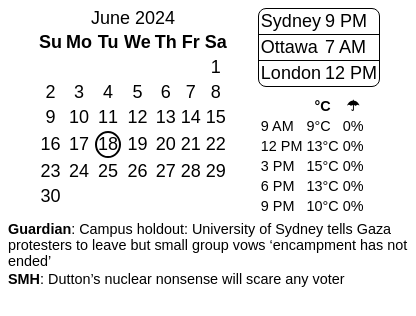 June 2024
Su Mo Tu We Th Fr Sa
1
2 3 4 5 6 7 8
9 10 11 12 13 14 15
16 17 18 19 20 21 22
23 24 25 26 27 28 29
30
Sydney 9 PM
Ottawa 7 AM
London 12 PM
°C ☂
9 AM 9°C 0%
12 PM 13°C 0%
3 PM 15°C 0%
6 PM 13°C 0%
9 PM 10°C 0%
Guardian: Campus holdout: University of Sydney tells Gaza
protesters to leave but small group vows ‘encampment has not
ended’
SMH: Dutton’s nuclear nonsense will scare any voter